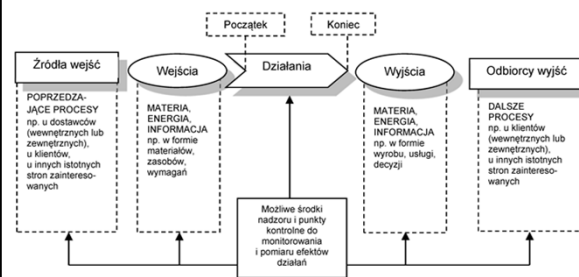 Początek
Koniec
Źródła wejść
Wejścia
Działania
Wyjścia
Odbiorcy wyjść
POPRZEDZA-
JĄCE PROCESY
np. u dostawców
(wewnętrznych lub
zewnętrznych),
u klientów,
u innych istotnych
stron zaintereso-
wanych
MATERIA,
ENERGIA,
INFORMACJA
np. w formie
materiałów,
zasobów,
wymagań
MATERIA,
ENERGIA,
INFORMACJA
np. w formie
wyrobu, usługi,
decyzji
DALSZE
PROCESY
np. u klientów
(wewnętrznych lub
zewnętrznych),
u innych istotnych
stron zaintereso-
wanych
Możliwe środki
nadzoru i punkty
kontrolne do
monitorowania
i pomiaru efektów
działań